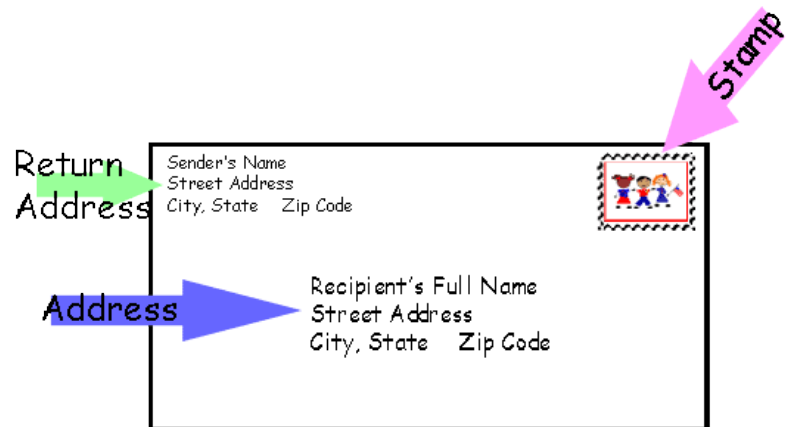 Stamp
Return
Address
Sender's Name
Street Address
City, State Zip Code
Address
Recipient's Full Name
Street Address
City, State Zip Code